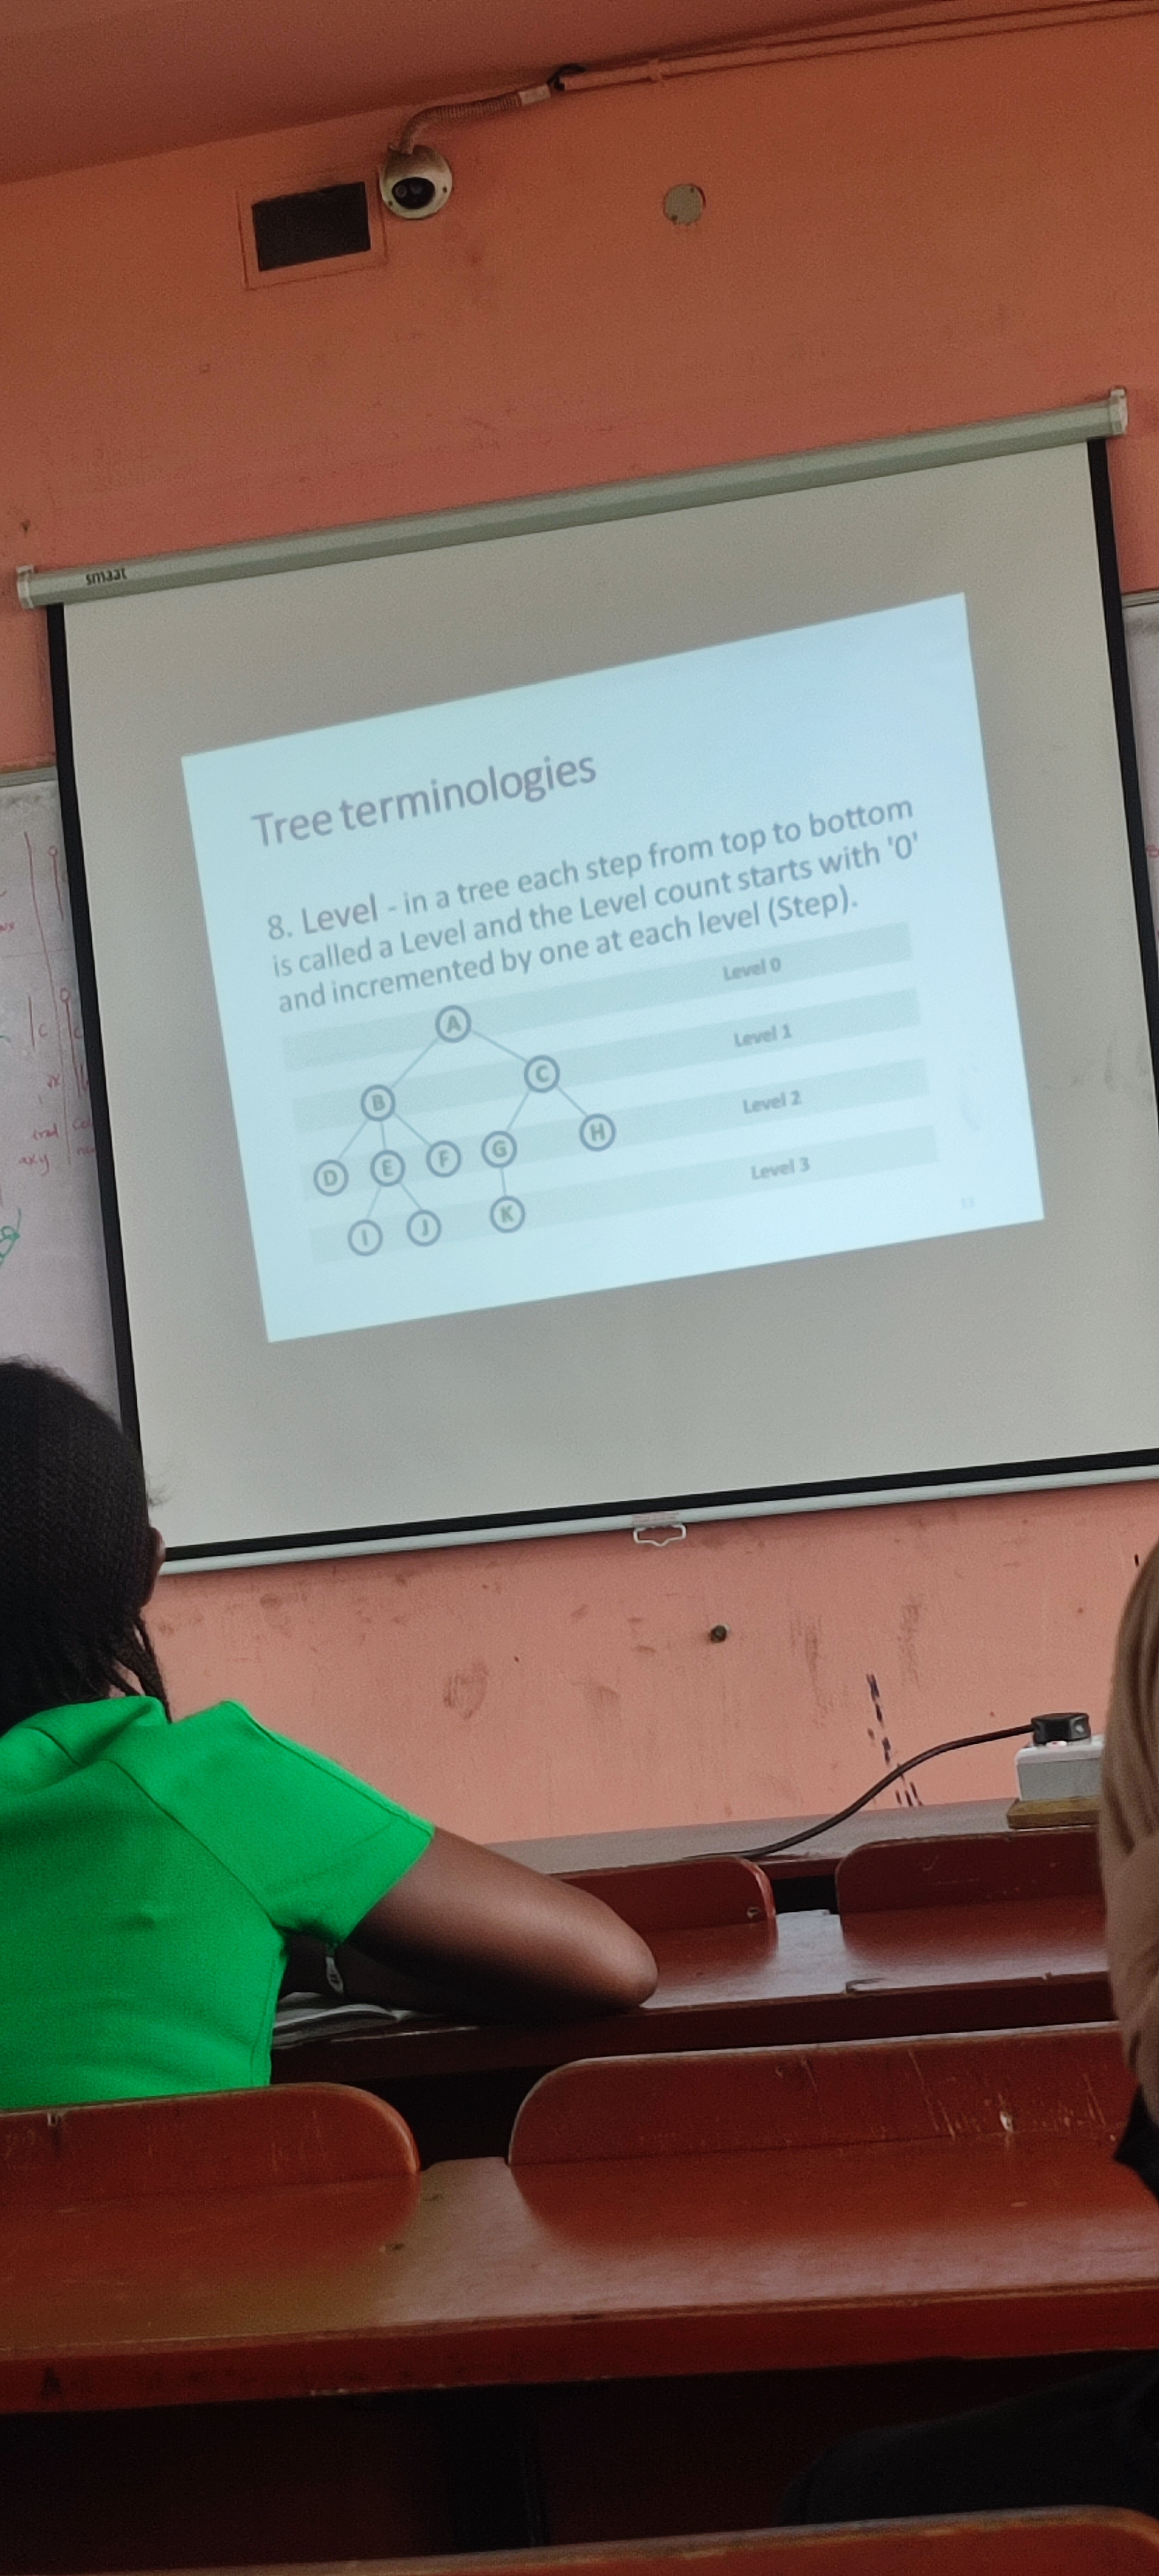 smaat
Tree terminologies
8. Level - in a tree each step from top to bottom
is called a Level and the Level count starts with '0'
and incremented by one at each level (Step).
Level 0
A
Level 1
B C
Level 2
D E F G H
Level 3
I J K